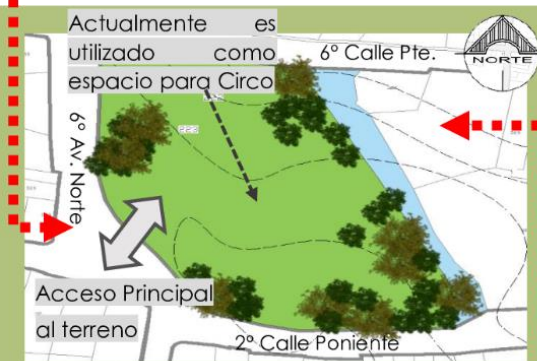 Actualmente es
utilizado como
espacio para Circo
6° Calle Pte.
NORTE
6° Av. Norte
Acceso Principal
al terreno
2° Calle Poniente